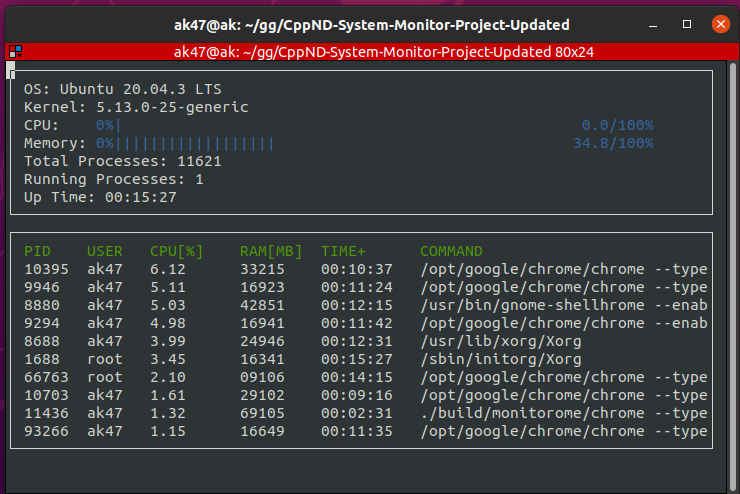 ak47@ak: ~/gg/CppND-System-Monitor-Project-Updated
ak47@ak: ~/gg/CppND-System-Monitor-Project-Updated 80x24
OS: Ubuntu 20.04.3 LTS
Kernel: 5.13.0-25-generic
CPU: 0%| 0.0/100%
Memory: 0%|||||||||||||||||| 34.8/100%
Total Processes: 11621
Running Processes: 1
Up Time: 00:15:27
PID USER CPU[%] RAM[MB] TIME+ COMMAND
10395 ak47 6.12 33215 00:10:37 /opt/google/chrome/chrome --type
9946 ak47 5.11 16923 00:11:24 /opt/google/chrome/chrome --type
8880 ak47 5.03 42851 00:12:15 /usr/bin/gnome-shellhrome --enab
9294 ak47 4.98 16941 00:11:42 /opt/google/chrome/chrome --enab
8688 ak47 3.99 24946 00:12:31 /usr/lib/xorg/Xorg
1688 root 3.45 16341 00:15:27 /sbin/initorg/Xorg
66763 root 2.10 09106 00:14:15 /opt/google/chrome/chrome --type
10703 ak47 1.61 29102 00:09:16 /opt/google/chrome/chrome --type
11436 ak47 1.32 69105 00:02:31 ./build/monitorome/chrome --type
93266 ak47 1.15 16649 00:11:35 /opt/google/chrome/chrome --type